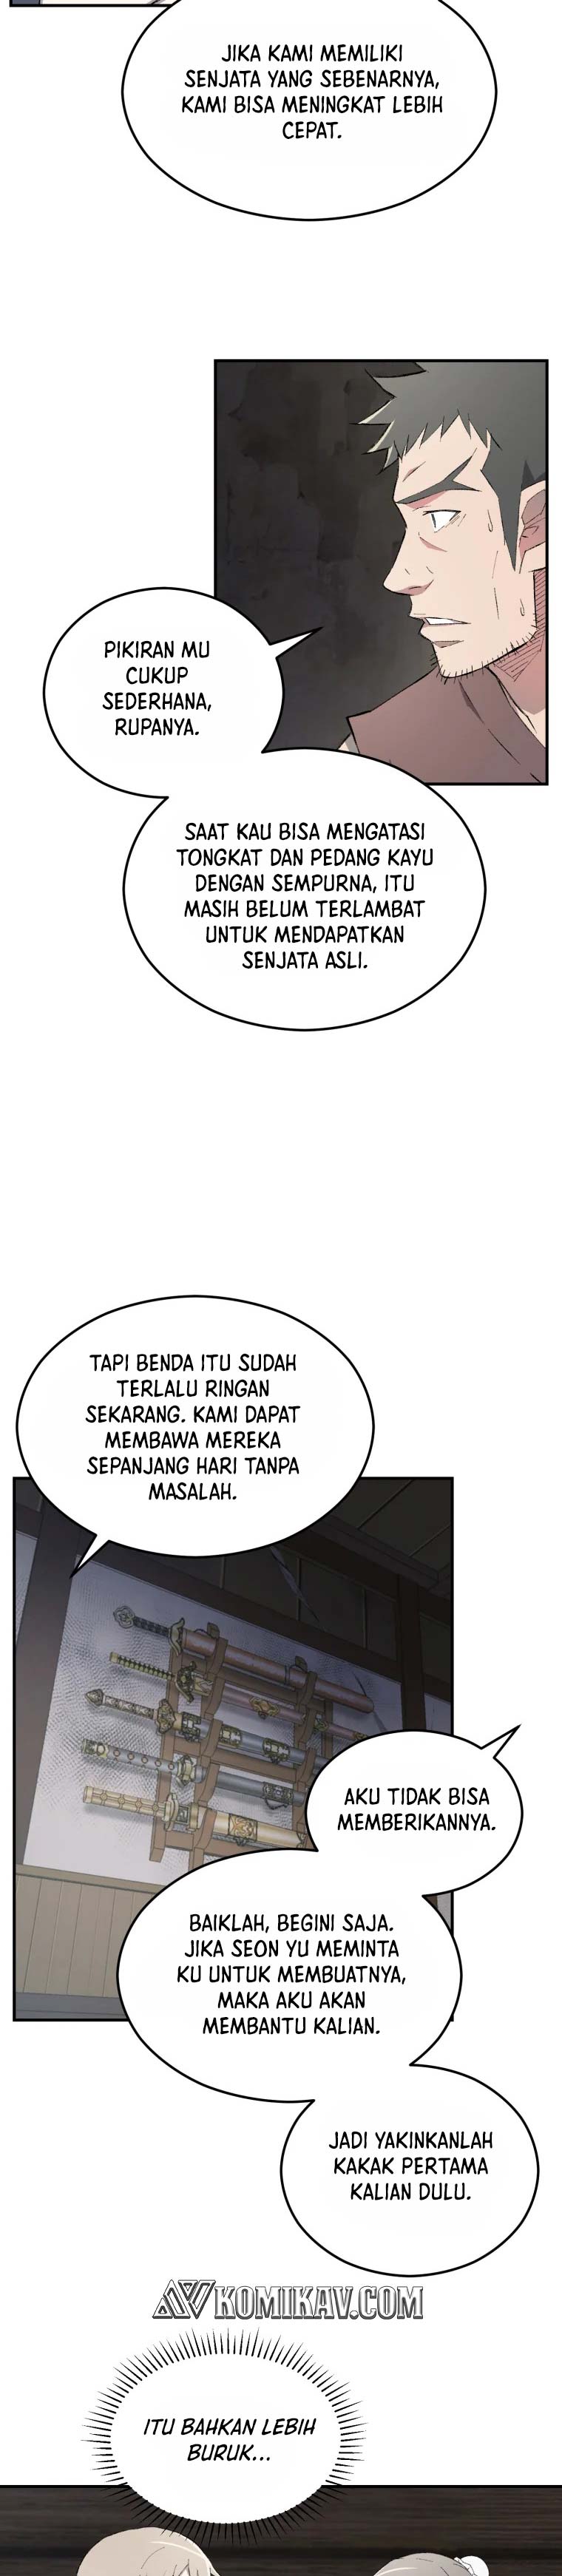 JIKA KAMI MEMILIKI
SENJATA YANG SEBENARNYA,
KAMI BISA MENINGKAT LEBIH
CEPAT.
PIKIRAN MU
CUKUP
SEDERHANA,
RUPANYA.
SAAT KAU BISA MENGATASI
TONGKAT DAN PEDANG KAYU
DENGAN SEMPURNA, ITU
MASIH BELUM TERLAMBAT
UNTUK MENDAPATKAN
SENJATA ASLI.
TAPI BENDA ITU SUDAH
TERLALU RINGAN
SEKARANG. KAMI DAPAT
MEMBAWA MEREKA
SEPANJANG HARI TANPA
MASALAH.
AKU TIDAK BISA
MEMBERIKANNYA.
BAIKLAH, BEGINI SAJA.
JIKA SEON YU MEMINTA
KU UNTUK MEMBUATNYA,
MAKA AKU AKAN
MEMBANTU KALIAN.
JADI YAKINKANLAH
KAKAK PERTAMA
KALIAN DULU.
KOMIKAV.COM
ITU BAHKAN LEBIH
BURUK...